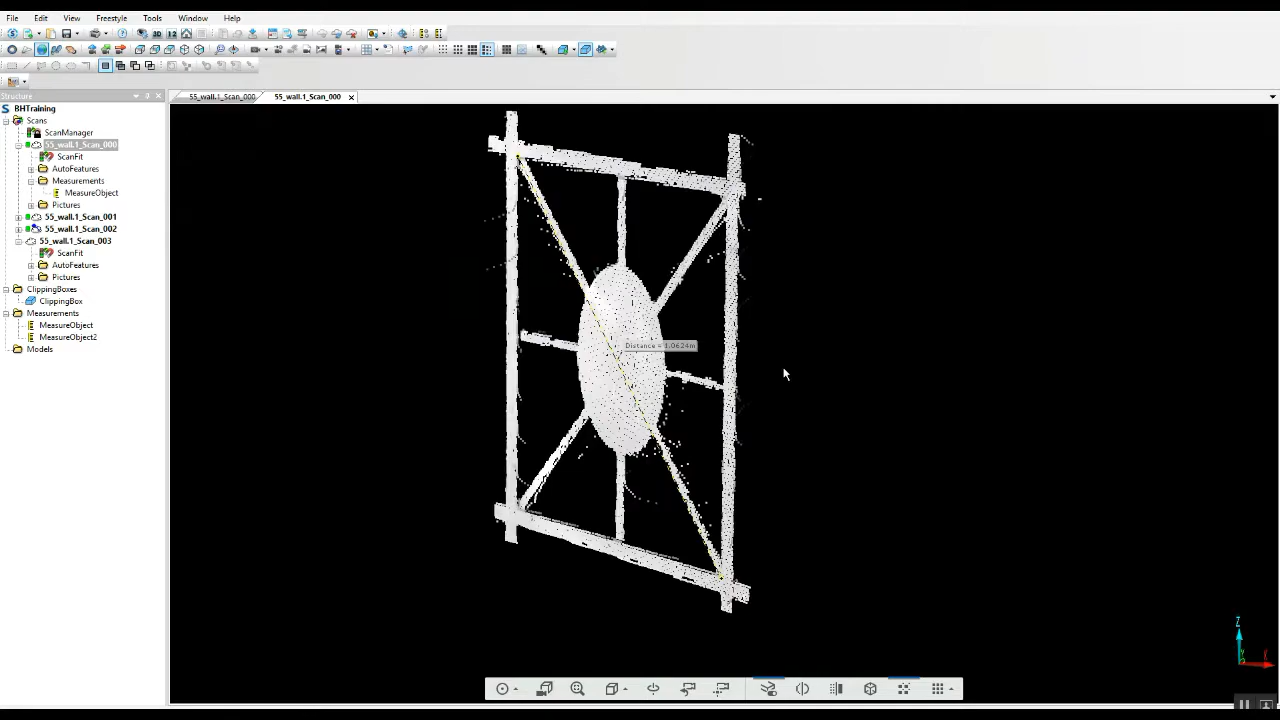 File Edit View Freestyle Tools Window Help
3D 12
Structure
55_wall.1_Scan_000 55_wall.1_Scan_000
BHTraining
Scans
ScanManager
55_wall.1_Scan_000
ScanFit
AutoFeatures
Measurements
MeasureObject
Pictures
55_wall.1_Scan_001
55_wall.1_Scan_002
55_wall.1_Scan_003
ScanFit
AutoFeatures
Pictures
ClippingBoxes
ClippingBox
Measurements
MeasureObject
MeasureObject2
Models
Distance = 1.0624m
Z
Y
X